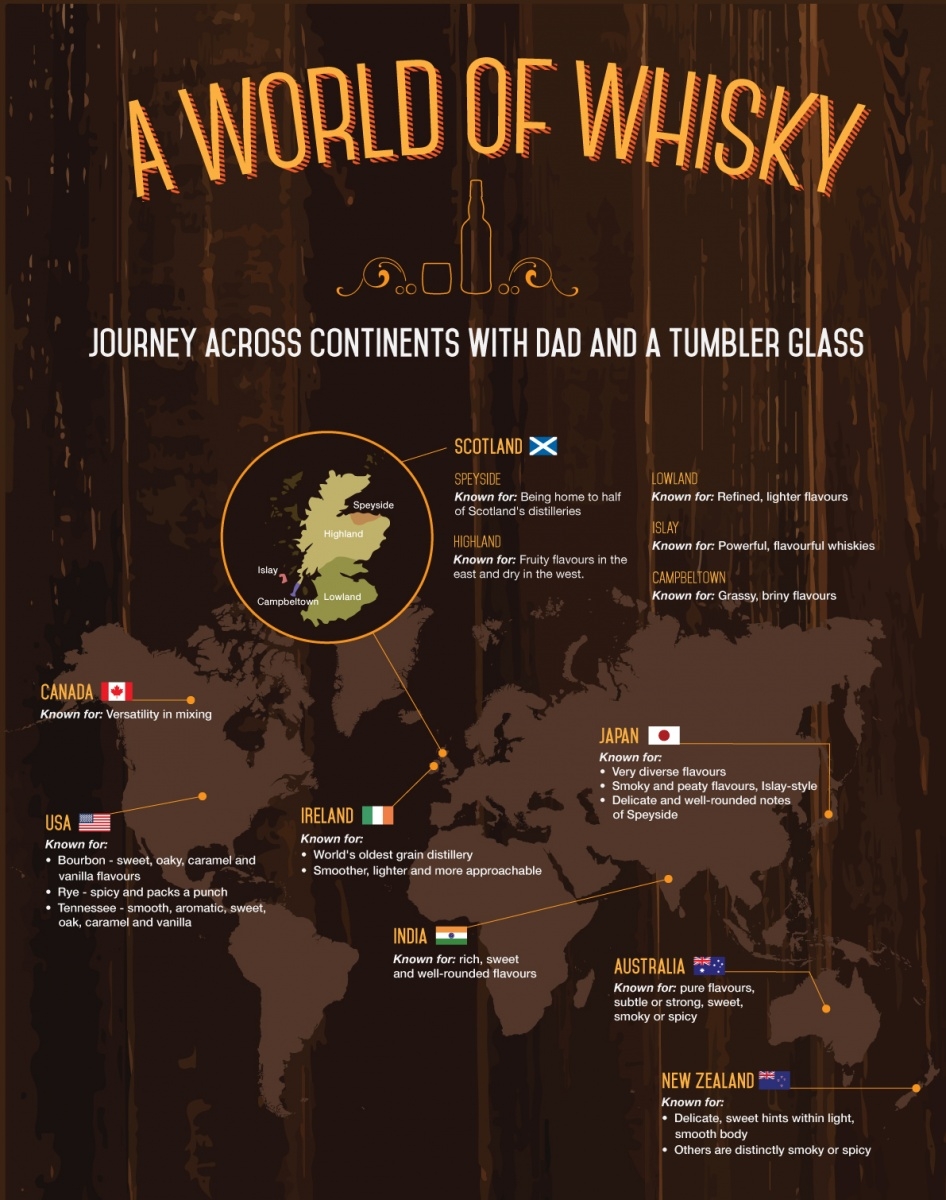 A WORLD OF WHISKY
JOURNEY ACROSS CONTINENTS WITH DAD AND A TUMBLER GLASS
SCOTLAND
SPEYSIDE
Known for: Being home to half
of Scotland's distilleries
HIGHLAND
Known for: Fruity flavours in the
east and dry in the west.
LOWLAND
Known for: Refined, lighter flavours
ISLAY
Known for: Powerful, flavourful whiskies
CAMPBELTOWN
Known for: Grassy, briny flavours
Speyside
Highland
Islay
Campbeltown
Lowland
CANADA
Known for: Versatility in mixing
USA
Known for:
• Bourbon - sweet, oaky, caramel and
vanilla flavours
• Rye - spicy and packs a punch
• Tennessee - smooth, aromatic, sweet,
oak, caramel and vanilla
IRELAND
Known for:
• World's oldest grain distillery
• Smoother, lighter and more approachable
JAPAN
Known for:
• Very diverse flavours
• Smoky and peaty flavours, Islay-style
• Delicate and well-rounded notes
of Speyside
INDIA
Known for: rich, sweet
and well-rounded flavours
AUSTRALIA
Known for: pure flavours,
subtle or strong, sweet,
smoky or spicy
NEW ZEALAND
Known for:
• Delicate, sweet hints within light,
smooth body
• Others are distinctly smoky or spicy